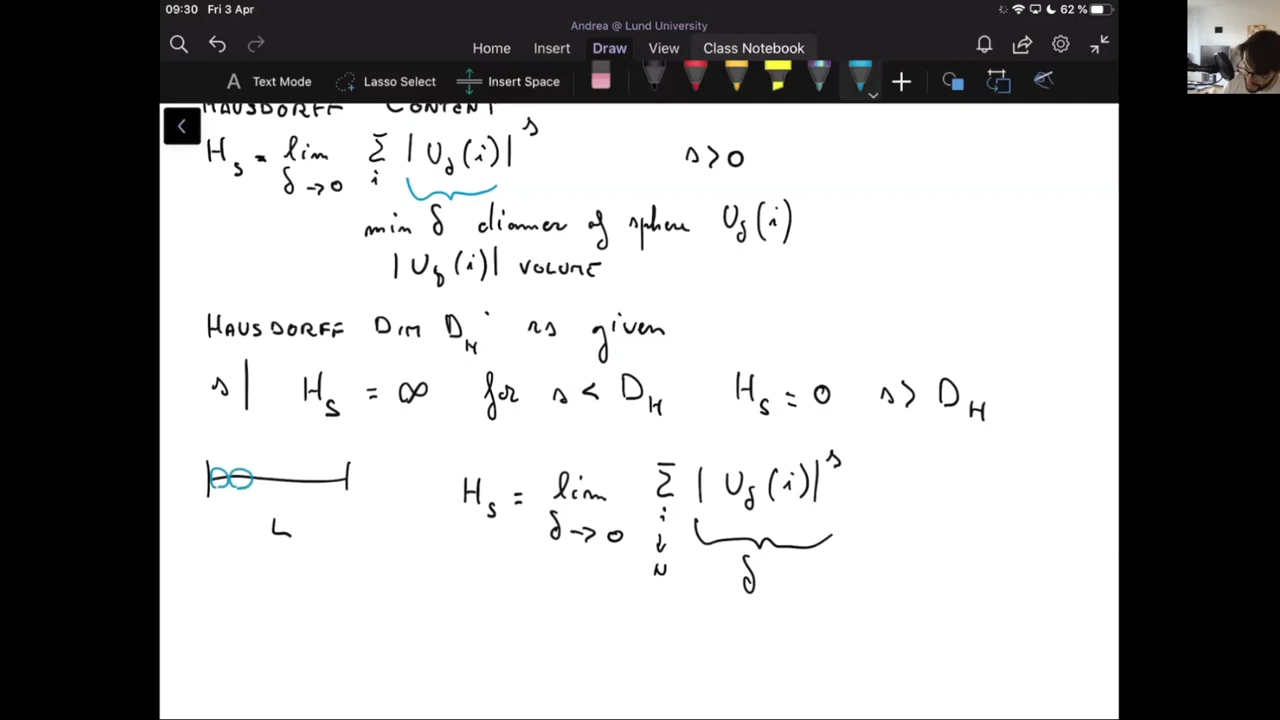 09:30 Fri 3 Apr
62 %
Andrea @ Lund University
Home Insert Draw View Class Notebook
A Text Mode Lasso Select Insert Space
HAUSDORFF CONTENT
H_s = lim_{δ→0} Σ_i |U_δ(i)|^s s>0
min δ diamer of sphere U_δ(i)
|U_δ(i)| VOLUME
HAUSDORFF DIM D_H is given
s| H_s = ∞ for s < D_H H_s = 0 s > D_H
H_s = lim_{δ→0} Σ_i |U_δ(i)|^s
L
↓
N
δ